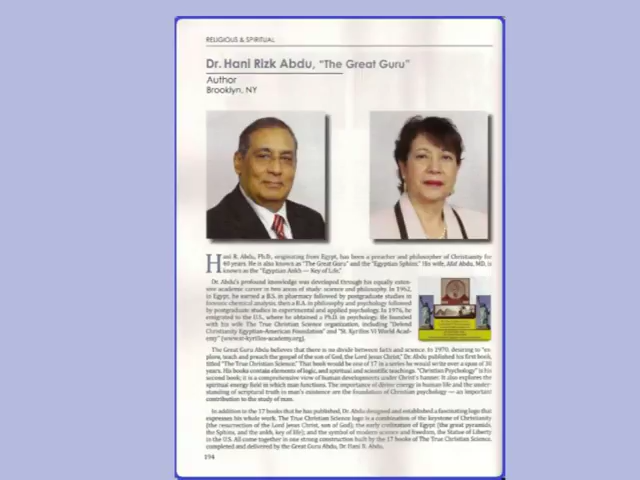 RELIGIOUS & SPIRITUAL
Dr. Hani Rizk Abdu, "The Great Guru"
Author
Brooklyn, NY
Hani R. Abdu, Ph.D., originating from Egypt, has been a preacher and philosopher of Christianity for
40 years. He is also known as "The Great Guru" and the "Egyptian Sphinx." His wife, Afaf Abdu, MD, is
known as the "Egyptian Ankh — Key of Life."
Dr. Abdu's profound knowledge was developed through his equally exten-
sive academic career in two areas of study: science and philosophy. In 1962,
in Egypt, he earned a B.S. in pharmacy followed by postgraduate studies in
forensic chemical analysis; then a B.A. in philosophy and psychology followed
by postgraduate studies in experimental and applied psychology. In 1976, he
emigrated to the U.S., where he obtained a Ph.D. in psychology. He founded
with his wife The True Christian Science organization, including "Defend
Christianity Egyptian-American Foundation" and "St. Kyrillos VI World Acad-
emy" (www.st-kyrillos-academy.org).
The Great Guru believes that there is no divide between faith and science. In 1970, desiring to "ex-
plore, teach and preach the gospel of the son of God, the Lord Jesus Christ," Dr. Abdu published his first book,
titled "The True Christian Science." That book would be one of 17 in a series he would write over a span of 30
years. His books contain elements of logic, and spiritual and scientific teachings. "Christian Psychology" is his
second book; it is a comprehensive view of human developments under Christ's banner. It also explores the
spiritual energy field in which man functions. The importance of divine energy in human life and the under-
standing of scriptural truth in man's existence are the foundation of Christian psychology — an important
contribution to the study of man.
In addition to the 17 books that he has published, Dr. Abdu designed and established a fascinating logo that
expresses his whole work. The True Christian Science logo is a combination of the keystone of Christianity
(the resurrection of the Lord Jesus Christ, son of God); the early civilization of Egypt (the great pyramids,
the Sphinx, and the ankh, key of life); and the symbol of modern science and freedom, the Statue of Liberty
in the U.S. All come together in one strong construction built by the 17 books of The True Christian Science,
completed and delivered by the Great Guru Abdu, Dr. Hani R. Abdu.
194